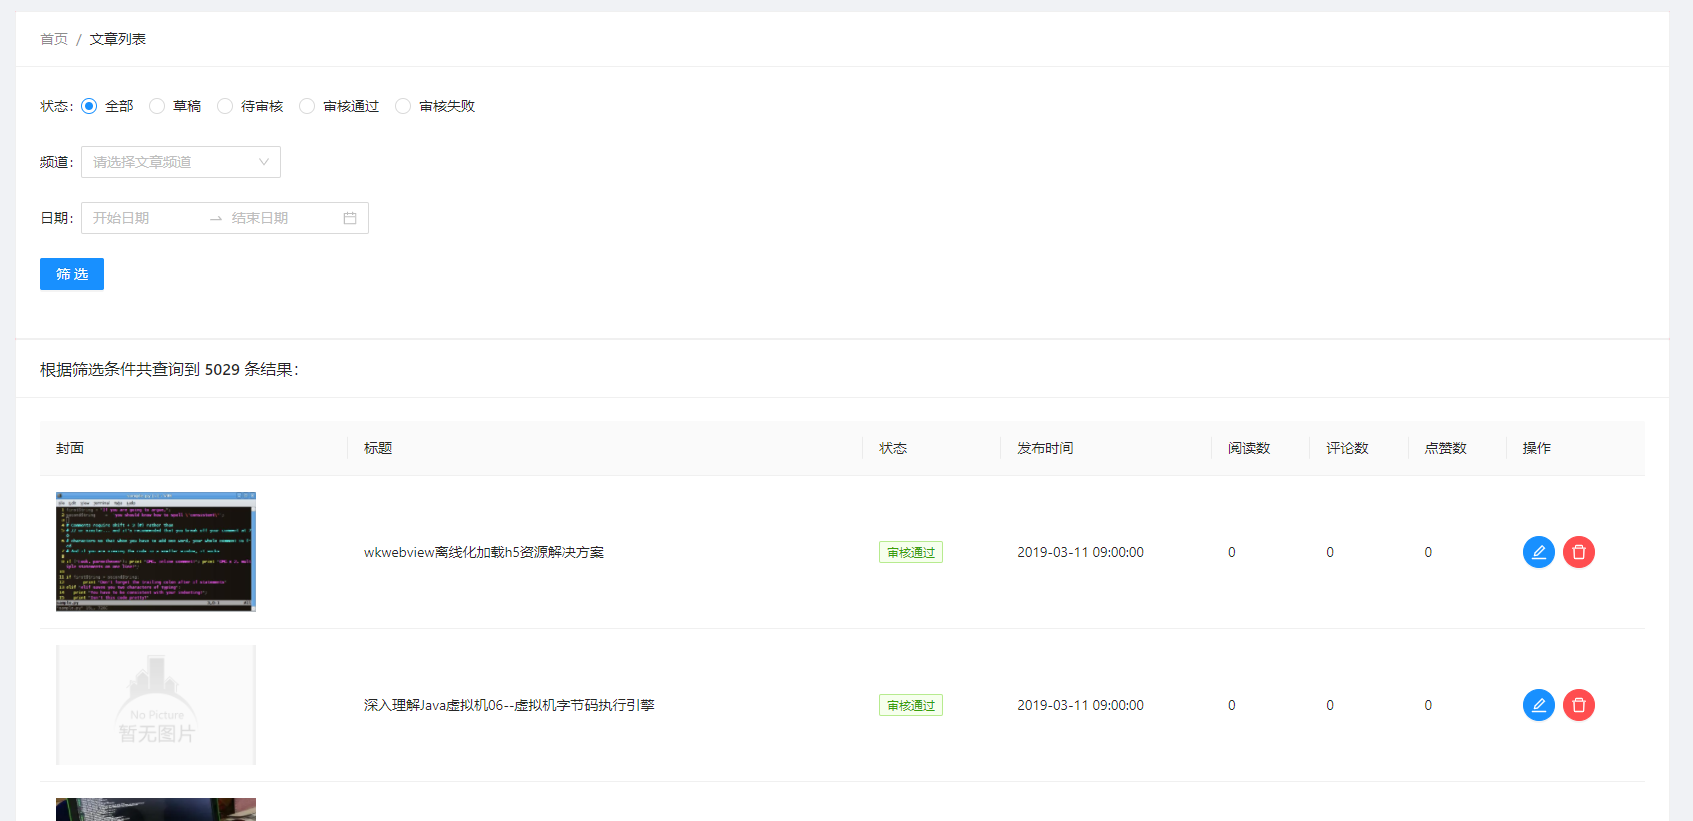 首页 / 文章列表
状态: 全部 草稿 待审核 审核通过 审核失败
频道: 请选择文章频道
日期: 开始日期 → 结束日期
筛 选
根据筛选条件共查询到 5029 条结果:
封面 标题 状态 发布时间 阅读数 评论数 点赞数 操作
wkwebview离线化加载h5资源解决方案 审核通过 2019-03-11 09:00:00 0 0 0
No Picture
暂无图片
深入理解Java虚拟机06--虚拟机字节码执行引擎 审核通过 2019-03-11 09:00:00 0 0 0